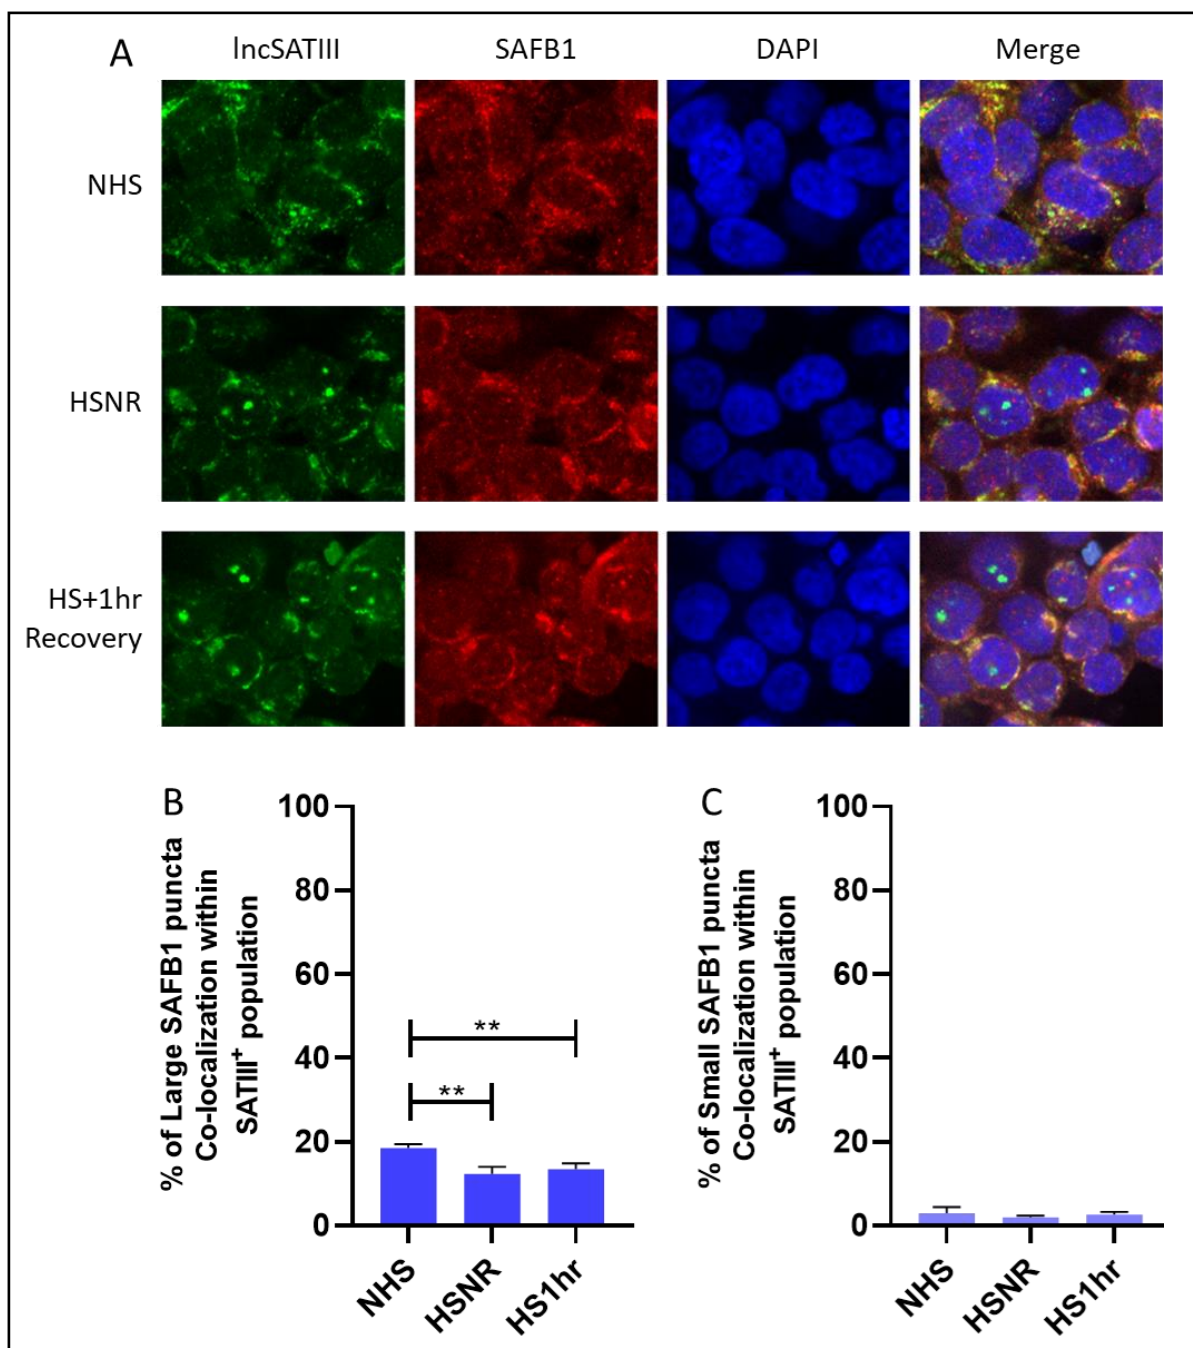 A
lncSATIII
SAFB1
DAPI
Merge
NHS
HSNR
HS+1hr
Recovery
B
% of Large SAFB1 puncta
Co-localization within
SATIII⁺ population
100
80
60
40
20
0
**
**
NHS
HSNR
HS1hr
C
% of Small SAFB1 puncta
Co-localization within
SATIII⁺ population
100
80
60
40
20
0
NHS
HSNR
HS1hr